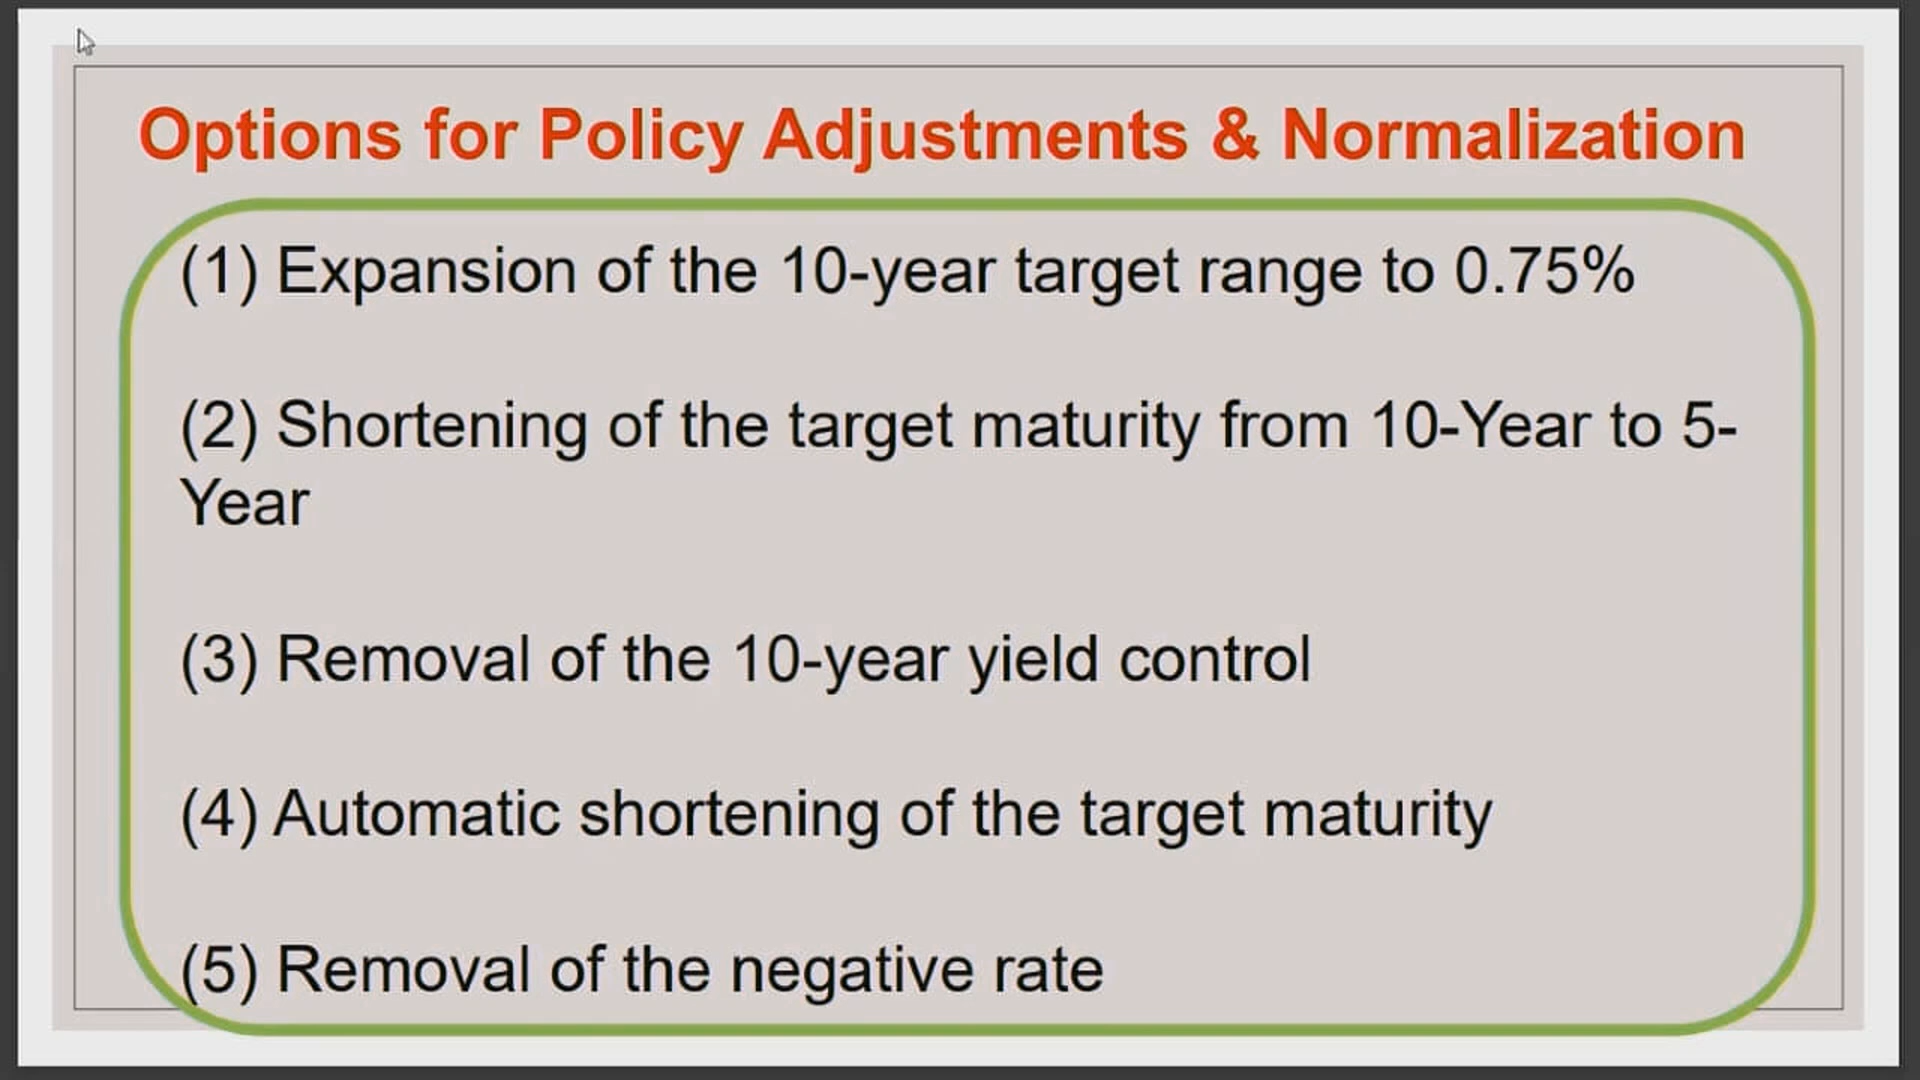 Options for Policy Adjustments & Normalization
(1) Expansion of the 10-year target range to 0.75%
(2) Shortening of the target maturity from 10-Year to 5-
Year
(3) Removal of the 10-year yield control
(4) Automatic shortening of the target maturity
(5) Removal of the negative rate